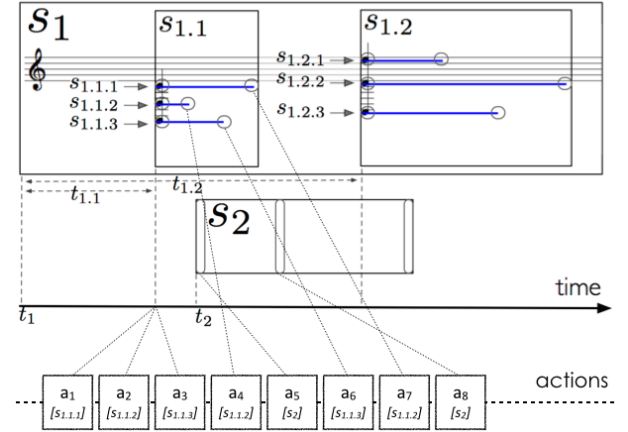 s1
s1.1
s1.2
s1.1.1
s1.1.2
s1.1.3
s1.2.1
s1.2.2
s1.2.3
t1.1
t1.2
s2
time
t1
t2
actions
a1
[s1.1.1]
a2
[s1.1.2]
a3
[s1.1.3]
a4
[s1.1.2]
a5
[s2]
a6
[s1.1.3]
a7
[s1.1.2]
a8
[s2]